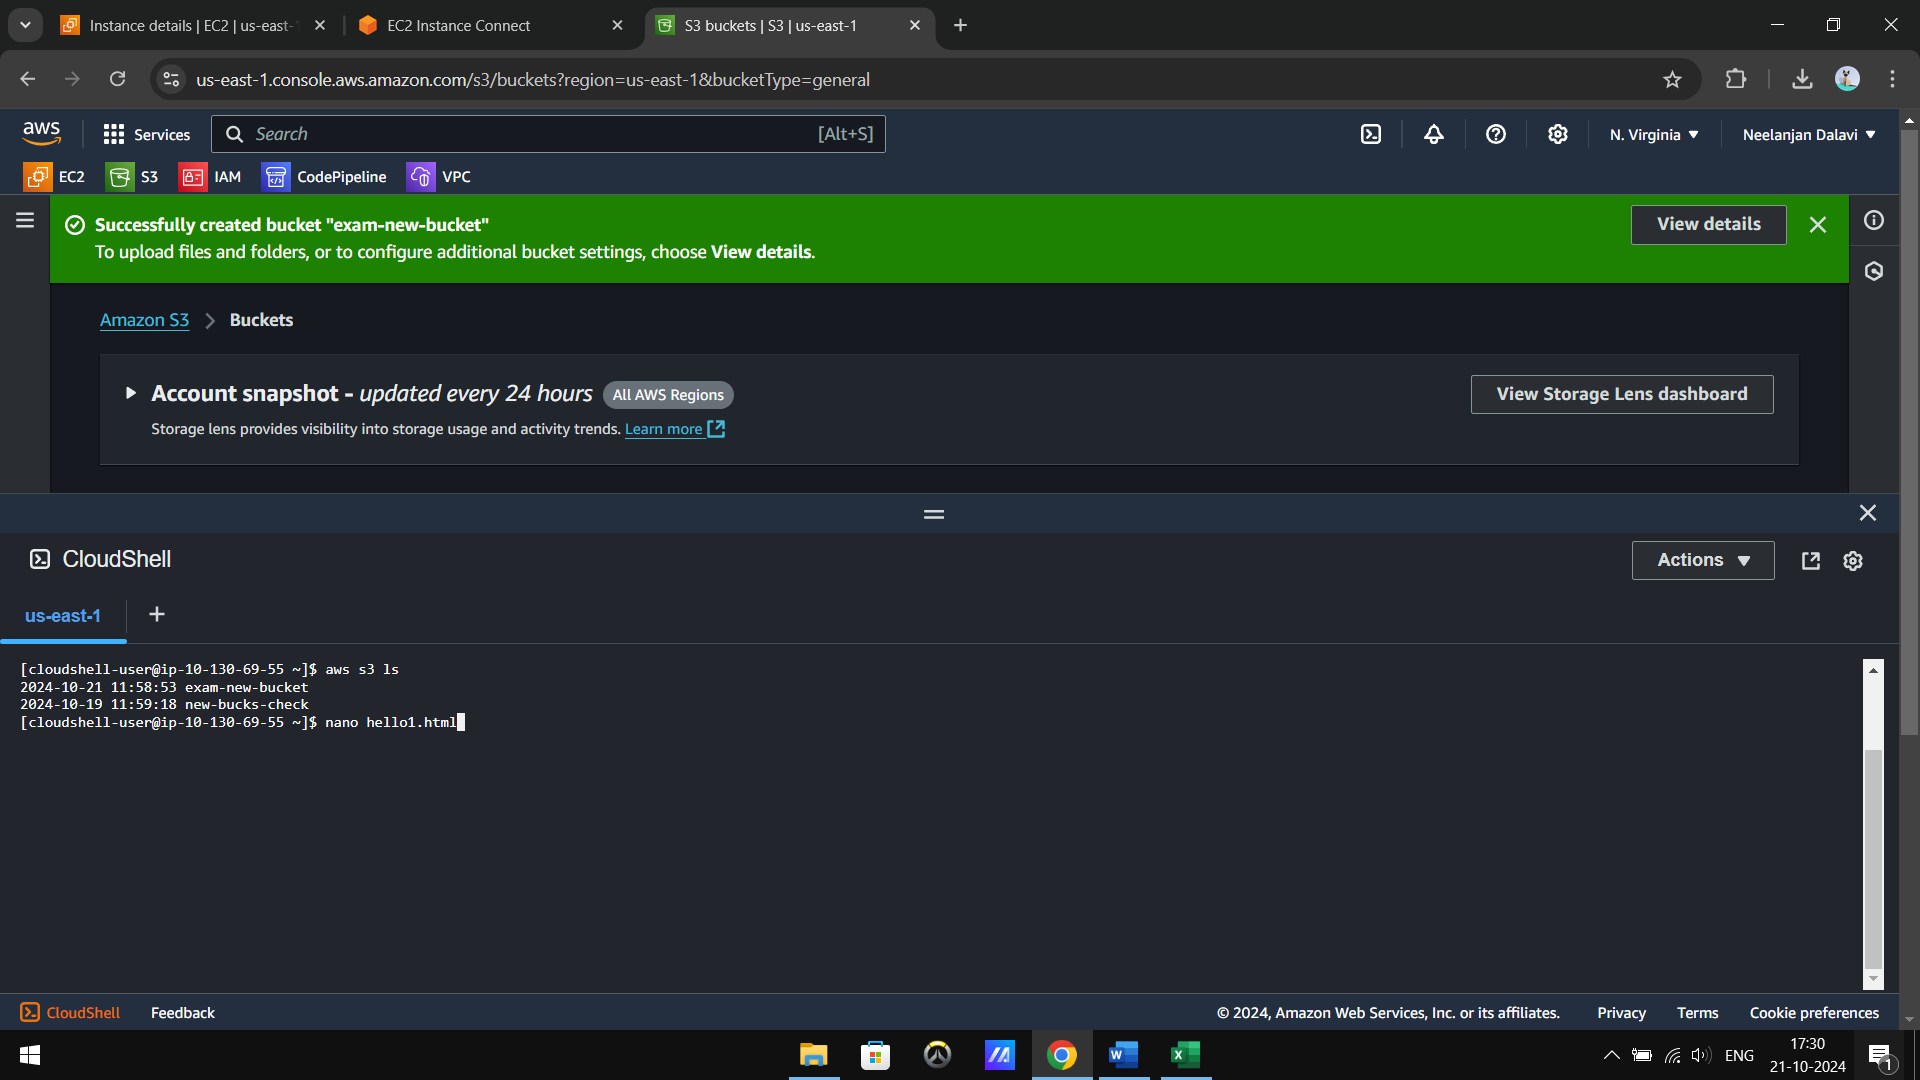 Instance details | EC2 | us-east-
EC2 Instance Connect
S3 buckets | S3 | us-east-1
us-east-1.console.aws.amazon.com/s3/buckets?region=us-east-1&bucketType=general
aws
Services
Search
[Alt+S]
N. Virginia
Neelanjan Dalavi
EC2
S3
IAM
CodePipeline
VPC
Successfully created bucket "exam-new-bucket"
To upload files and folders, or to configure additional bucket settings, choose View details.
View details
Amazon S3
Buckets
Account snapshot - updated every 24 hours
All AWS Regions
View Storage Lens dashboard
Storage lens provides visibility into storage usage and activity trends. Learn more
CloudShell
Actions
us-east-1
[cloudshell-user@ip-10-130-69-55 ~]$ aws s3 ls
2024-10-21 11:58:53 exam-new-bucket
2024-10-19 11:59:18 new-bucks-check
[cloudshell-user@ip-10-130-69-55 ~]$ nano hello1.html
CloudShell
Feedback
© 2024, Amazon Web Services, Inc. or its affiliates.
Privacy
Terms
Cookie preferences
ENG
17:30
21-10-2024
1